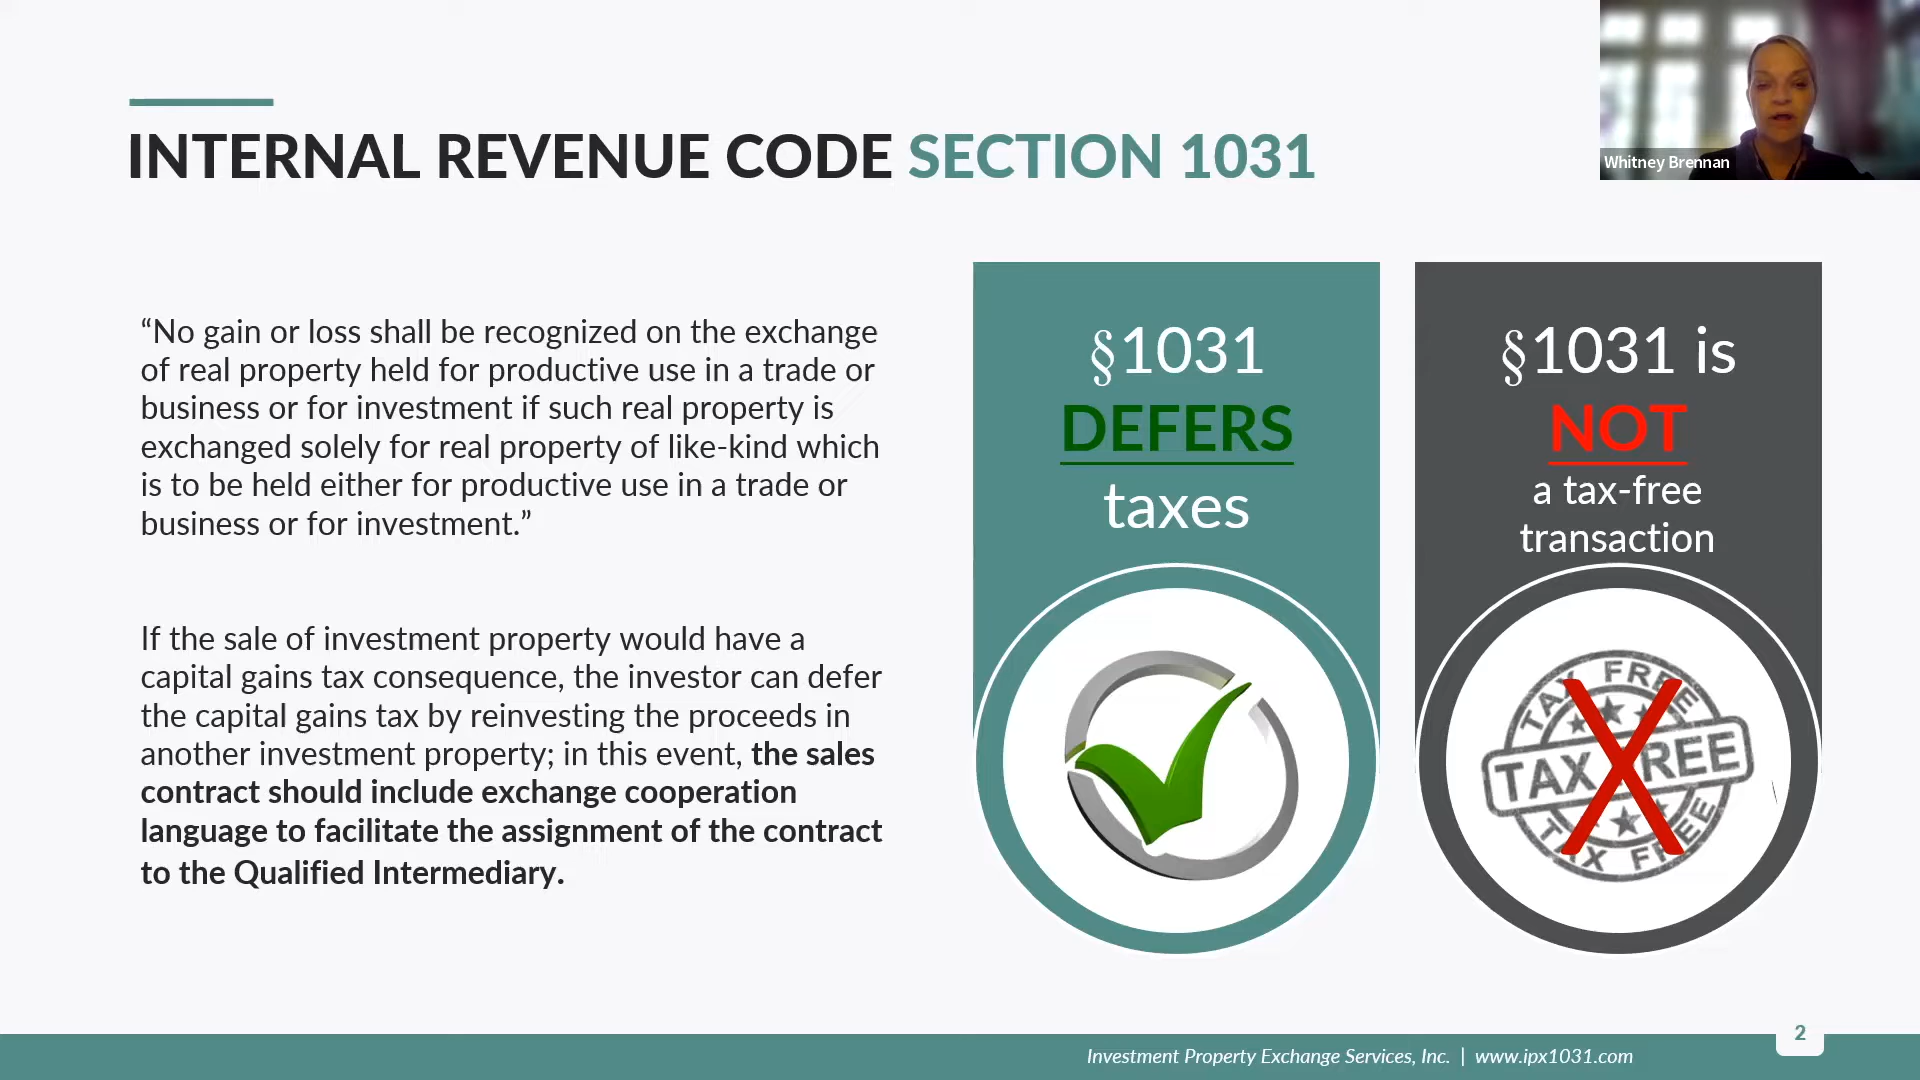 Whitney Brennan
INTERNAL REVENUE CODE SECTION 1031
“No gain or loss shall be recognized on the exchange
of real property held for productive use in a trade or
business or for investment if such real property is
exchanged solely for real property of like-kind which
is to be held either for productive use in a trade or
business or for investment.”
If the sale of investment property would have a
capital gains tax consequence, the investor can defer
the capital gains tax by reinvesting the proceeds in
another investment property; in this event, the sales
contract should include exchange cooperation
language to facilitate the assignment of the contract
to the Qualified Intermediary.
§1031
DEFERS
taxes
§1031 is
NOT
a tax-free
transaction
TAX FREE
TAX FREE
TAX FREE
2
Investment Property Exchange Services, Inc. | www.ipx1031.com